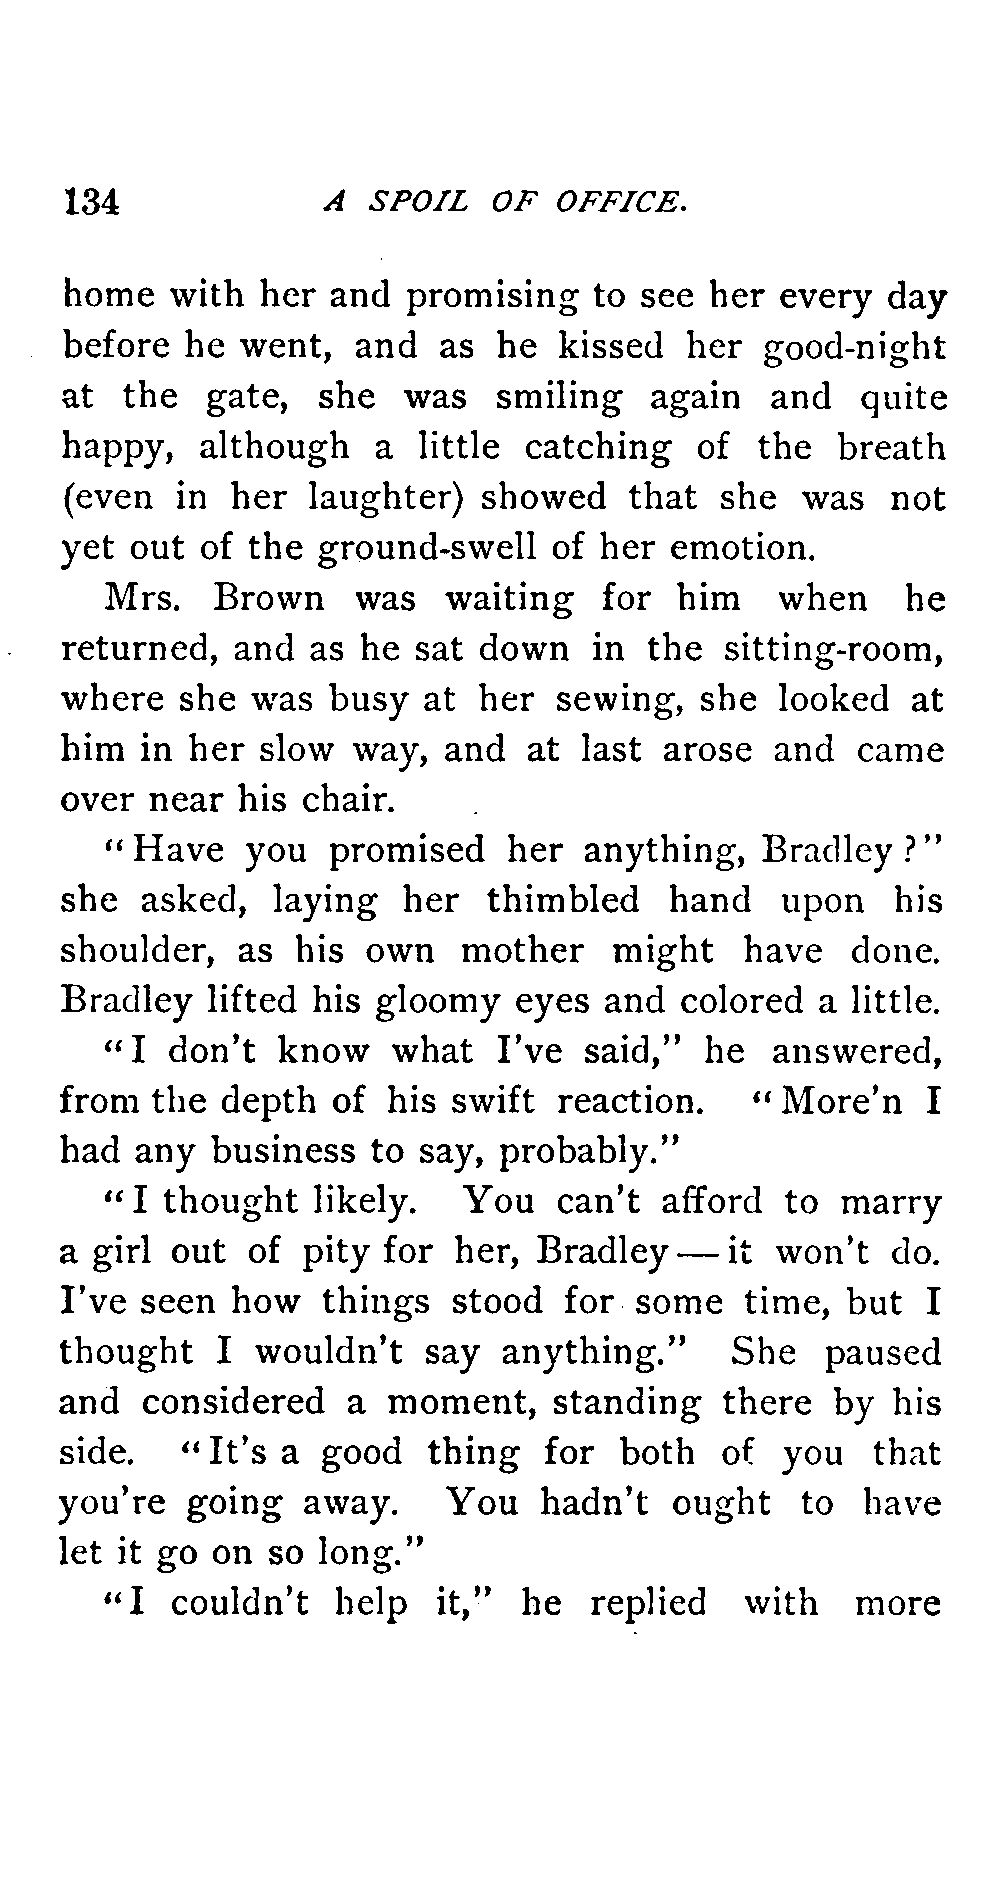 134 A SPOIL OF OFFICE.
home with her and promising to see her every day
before he went, and as he kissed her good-night
at the gate, she was smiling again and quite
happy, although a little catching of the breath
(even in her laughter) showed that she was not
yet out of the ground-swell of her emotion.
Mrs. Brown was waiting for him when he
returned, and as he sat down in the sitting-room,
where she was busy at her sewing, she looked at
him in her slow way, and at last arose and came
over near his chair.
"Have you promised her anything, Bradley?"
she asked, laying her thimbled hand upon his
shoulder, as his own mother might have done.
Bradley lifted his gloomy eyes and colored a little.
"I don't know what I've said," he answered,
from the depth of his swift reaction. "More'n I
had any business to say, probably."
"I thought likely. You can't afford to marry
a girl out of pity for her, Bradley—it won't do.
I've seen how things stood for some time, but I
thought I wouldn't say anything." She paused
and considered a moment, standing there by his
side. "It's a good thing for both of you that
you're going away. You hadn't ought to have
let it go on so long."
"I couldn't help it," he replied with more